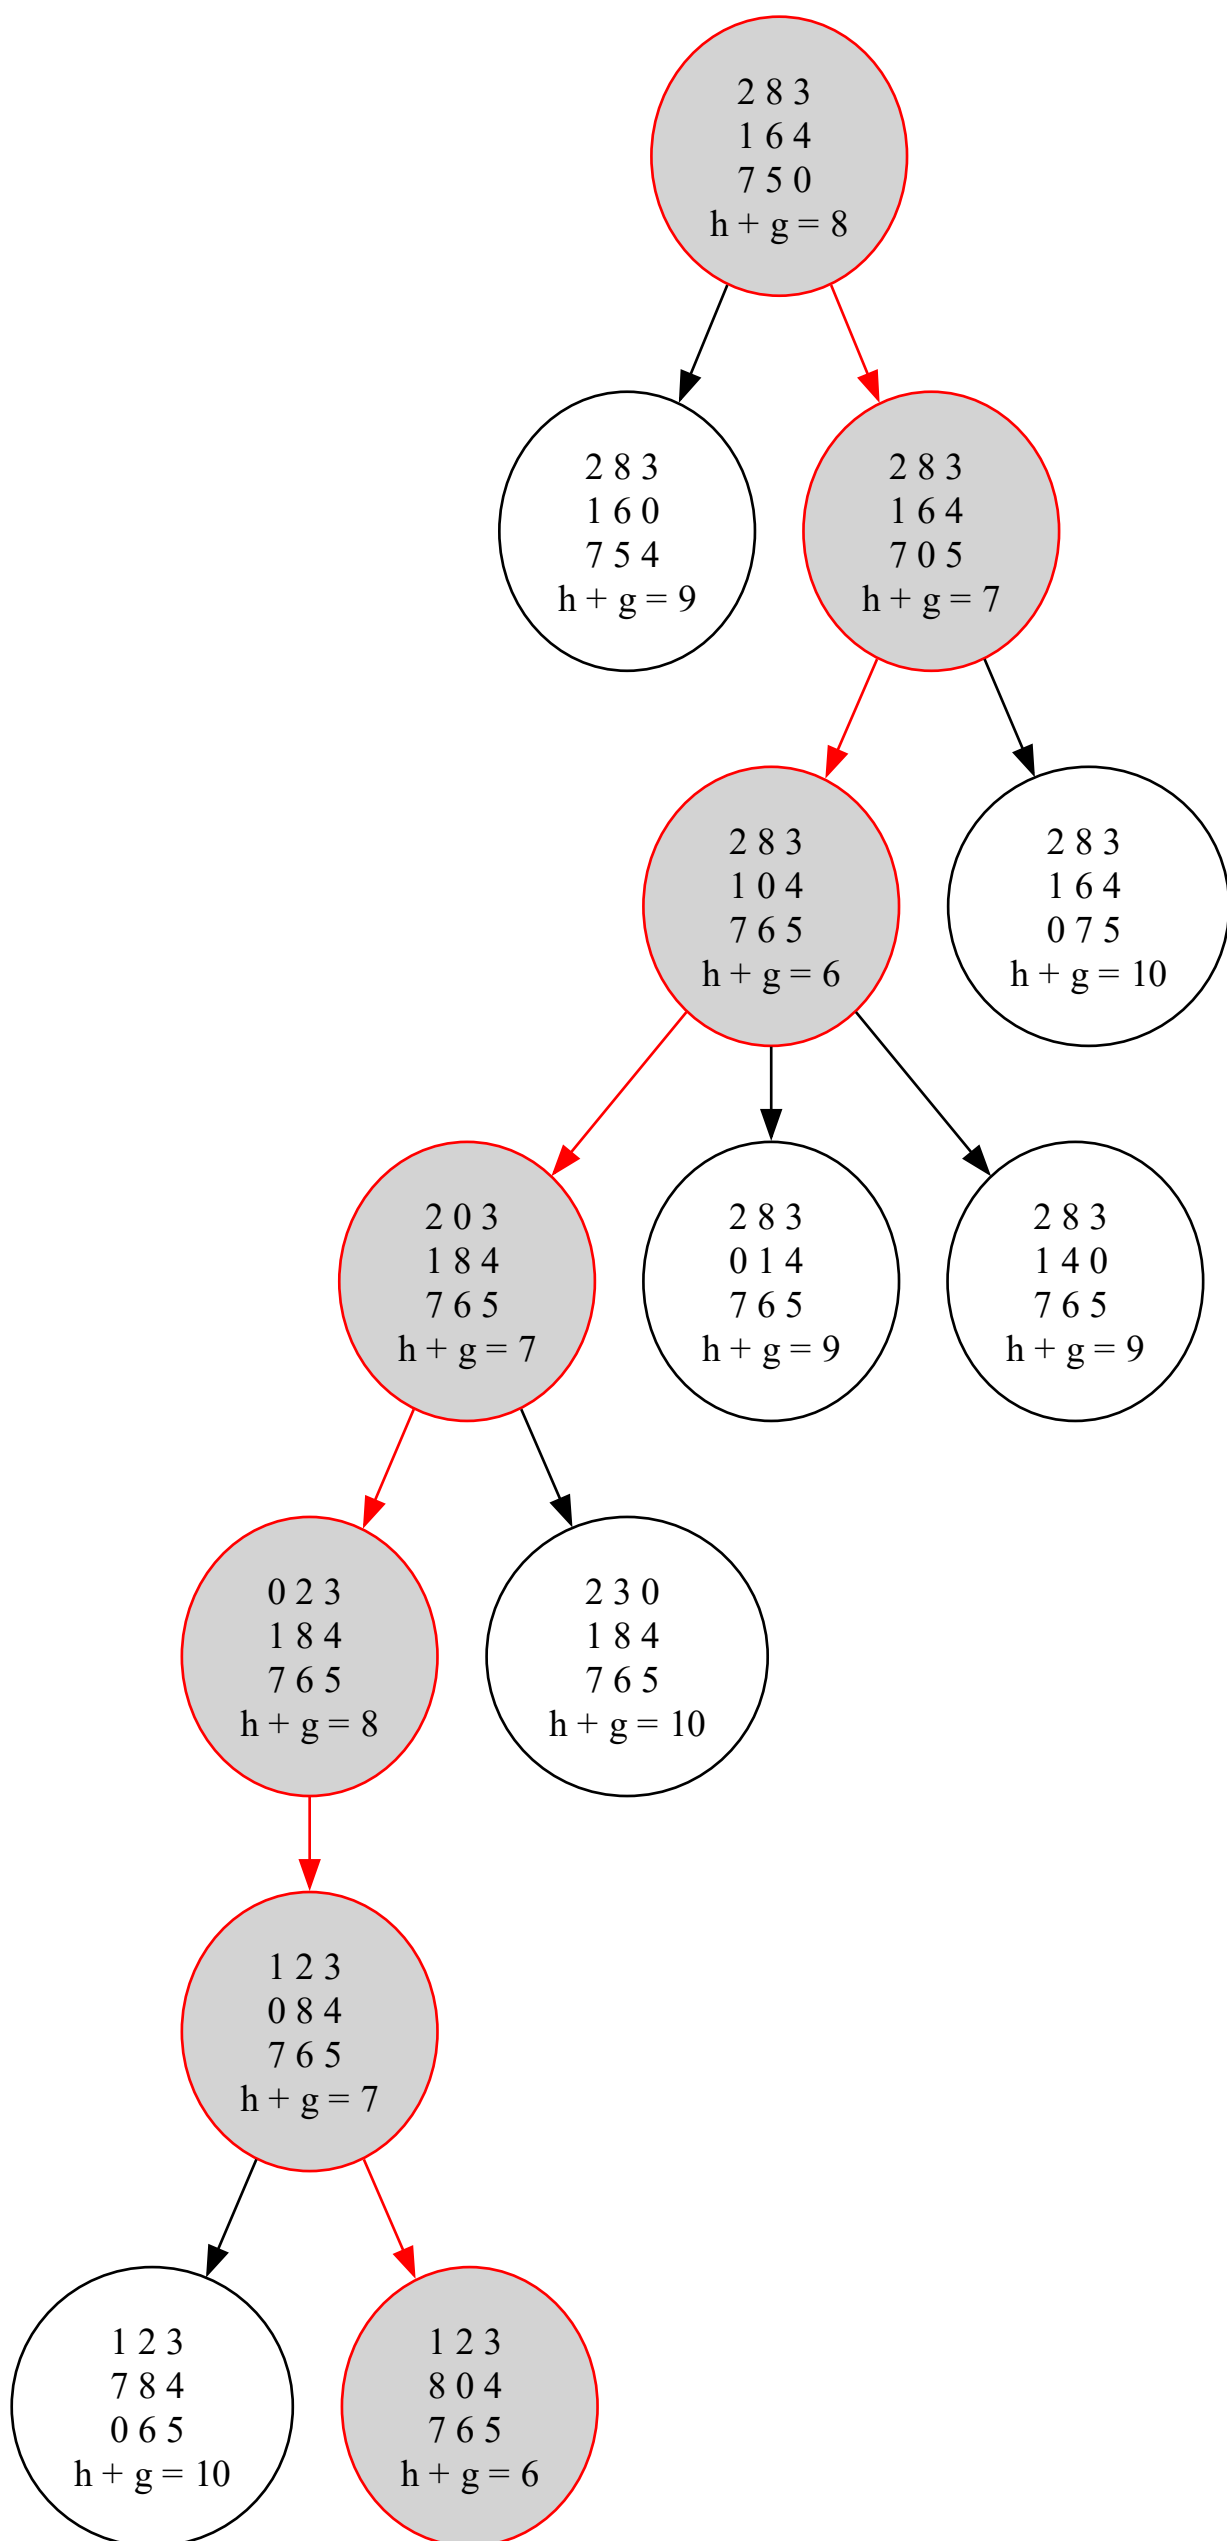 2 8 3
1 6 4
7 5 0
h + g = 8
2 8 3
1 6 0
7 5 4
h + g = 9
2 8 3
1 6 4
7 0 5
h + g = 7
2 8 3
1 0 4
7 6 5
h + g = 6
2 8 3
1 6 4
0 7 5
h + g = 10
2 0 3
1 8 4
7 6 5
h + g = 7
2 8 3
0 1 4
7 6 5
h + g = 9
2 8 3
1 4 0
7 6 5
h + g = 9
0 2 3
1 8 4
7 6 5
h + g = 8
2 3 0
1 8 4
7 6 5
h + g = 10
1 2 3
0 8 4
7 6 5
h + g = 7
1 2 3
7 8 4
0 6 5
h + g = 10
1 2 3
8 0 4
7 6 5
h + g = 6